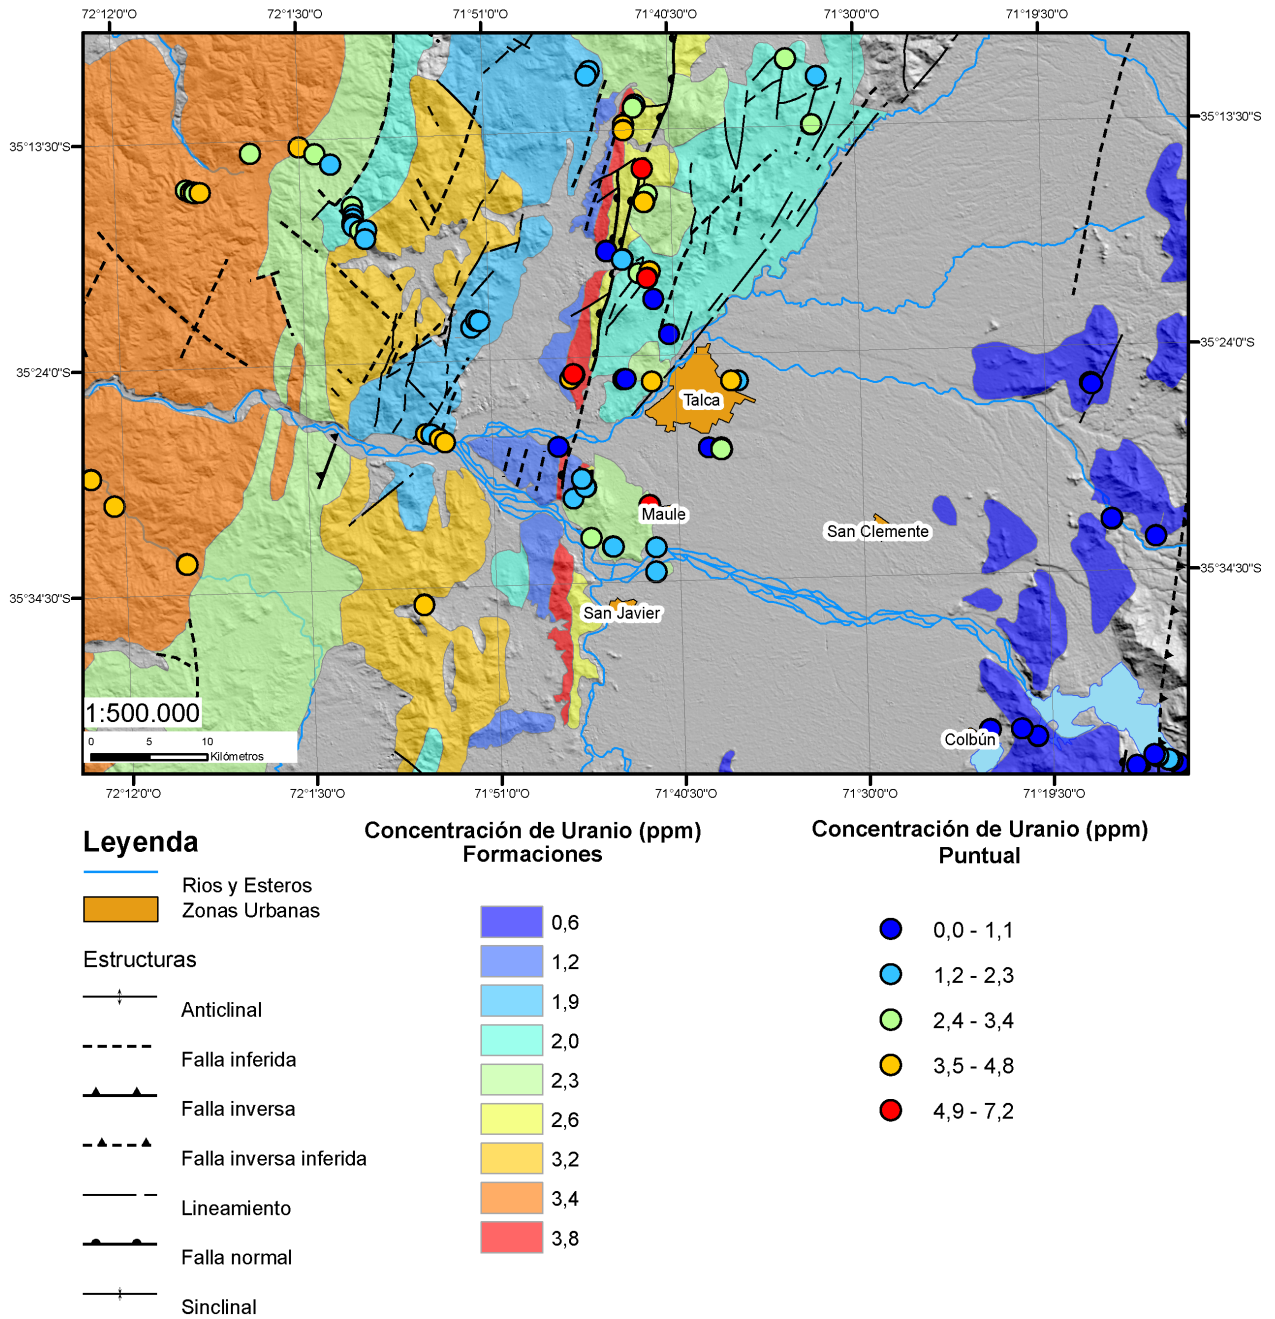 72°12'0"O
72°1'30"O
71°51'0"O
71°40'30"O
71°30'0"O
71°19'30"O
35°13'30"S
35°13'30"S
35°24'0"S
35°24'0"S
Talca
Maule
San Clemente
35°34'30"S
35°34'30"S
San Javier
Colbún
1:500.000
0 5 10
Kilómetros
72°12'0"O
72°1'30"O
71°51'0"O
71°40'30"O
71°30'0"O
71°19'30"O
Leyenda
Rios y Esteros
Zonas Urbanas
Estructuras
Anticlinal
Falla inferida
Falla inversa
Falla inversa inferida
Lineamiento
Falla normal
Sinclinal
Concentración de Uranio (ppm)
Formaciones
0,6
1,2
1,9
2,0
2,3
2,6
3,2
3,4
3,8
Concentración de Uranio (ppm)
Puntual
0,0 - 1,1
1,2 - 2,3
2,4 - 3,4
3,5 - 4,8
4,9 - 7,2